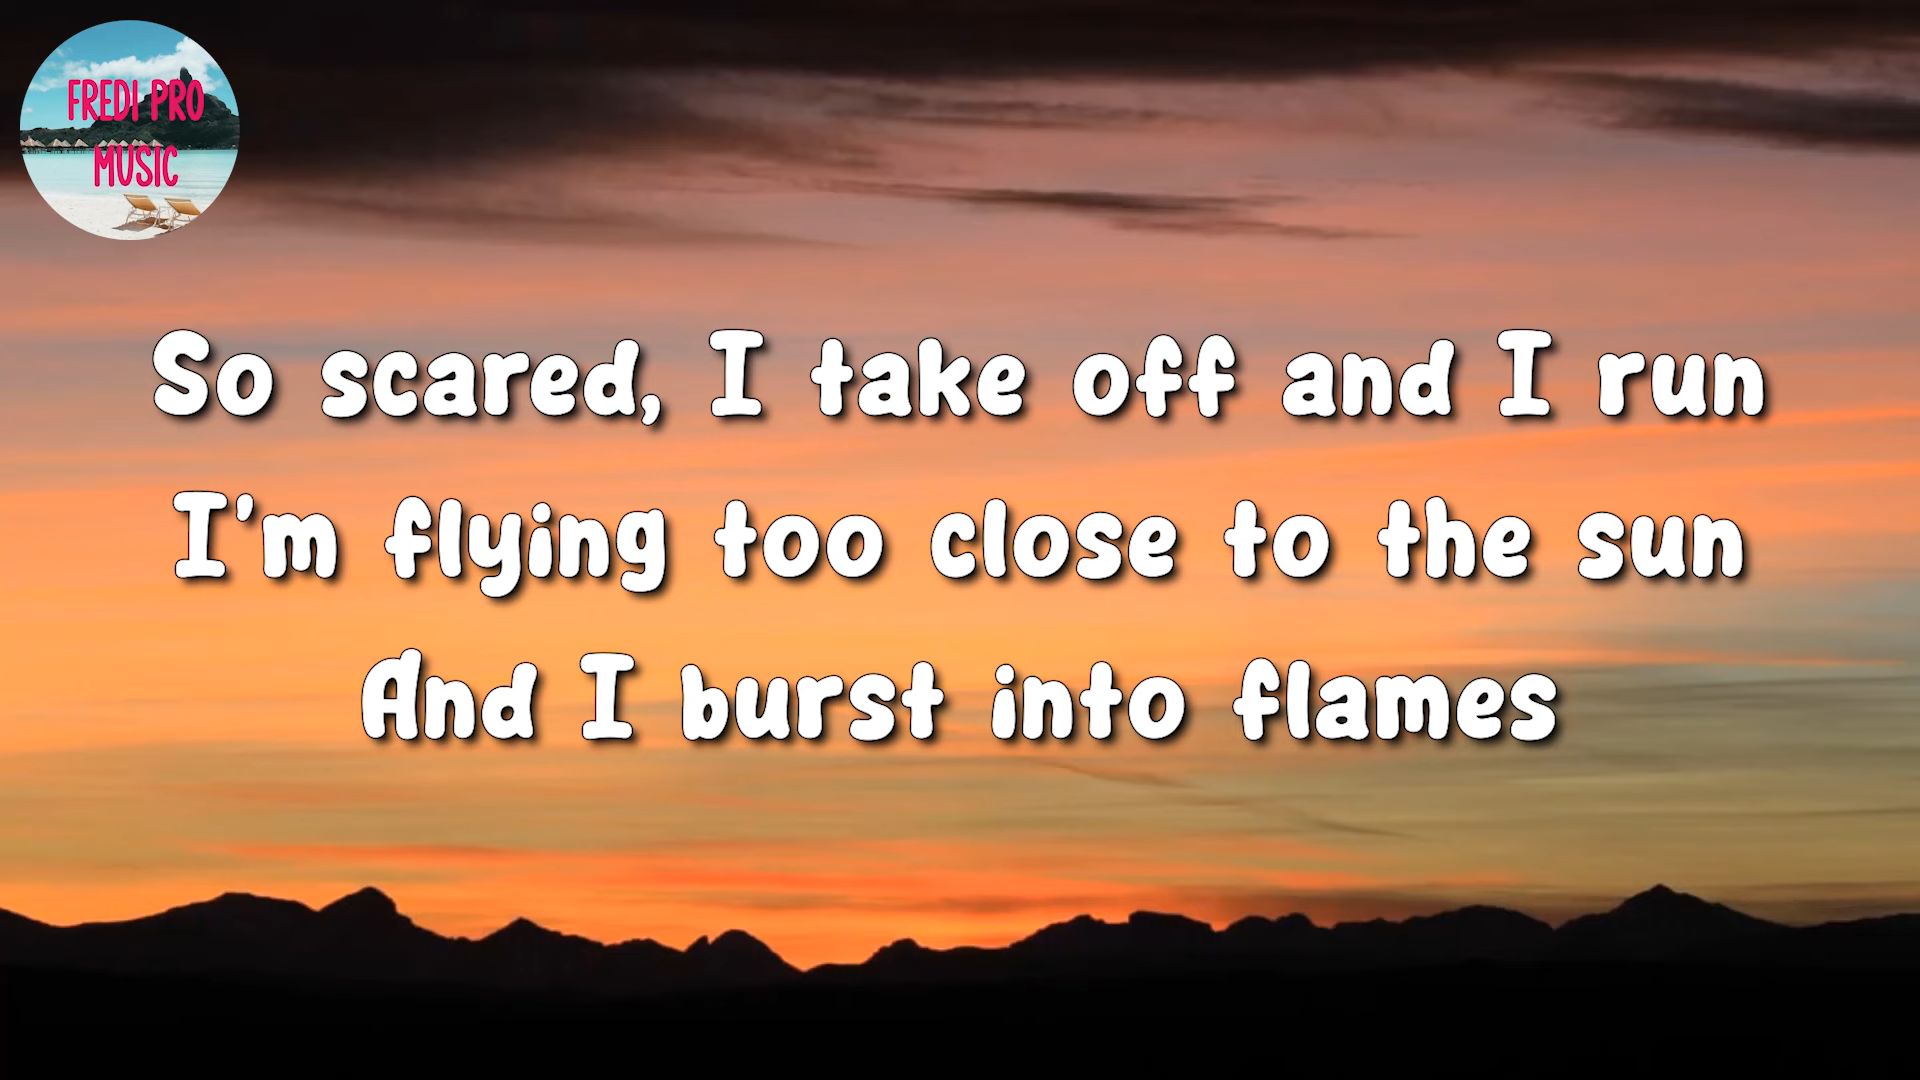 FREDI PRO
MUSIC
So scared, I take off and I run
I'm flying too close to the sun
And I burst into flames